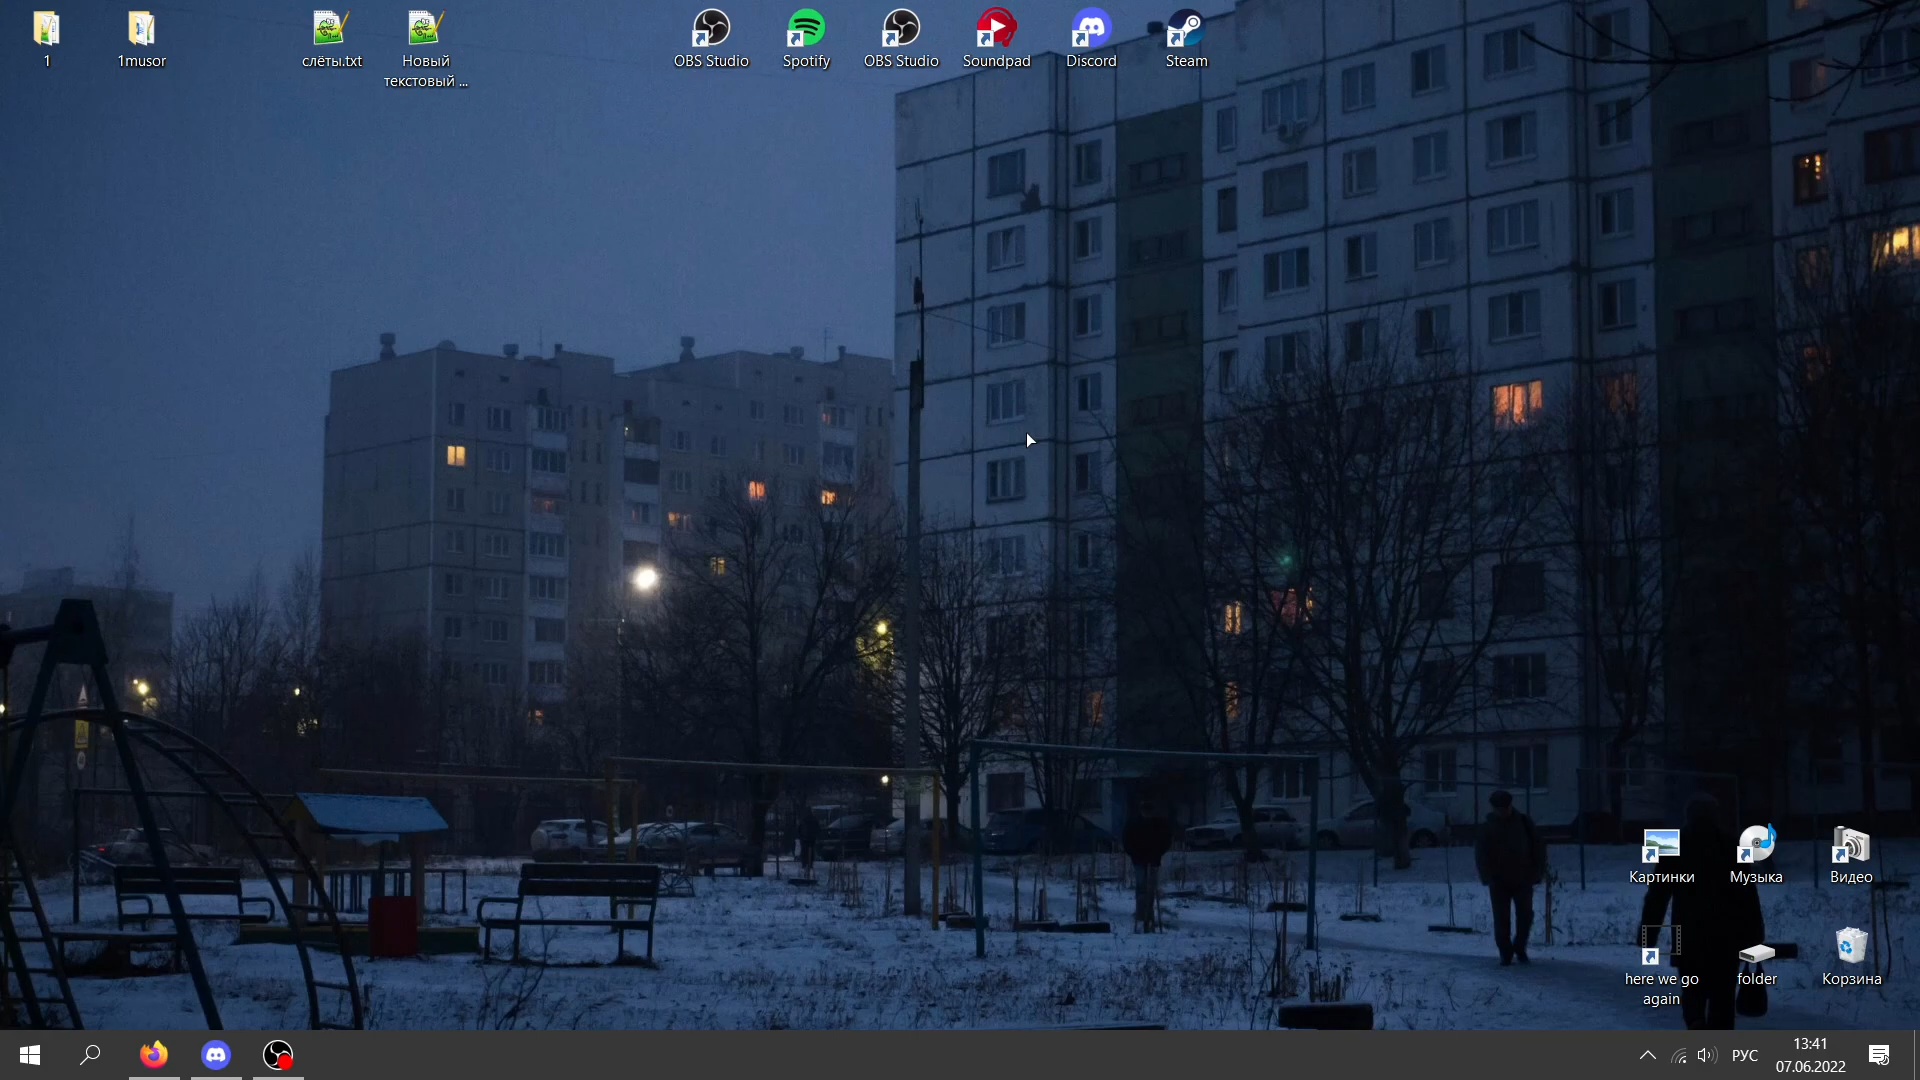 1
1musor
слёты.txt
Новый
текстовый ...
OBS Studio
Spotify
OBS Studio
Soundpad
Discord
Steam
Картинки
Музыка
Видео
here we go
again
folder
Корзина
РУС
13:41
07.06.2022